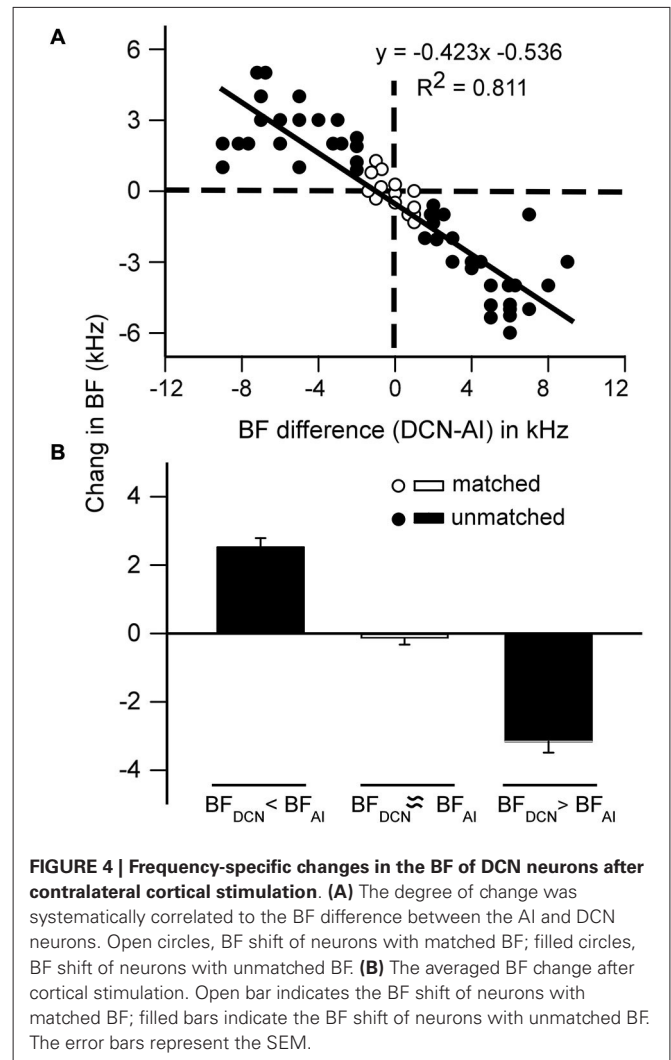 A
y = -0.423x -0.536
R² = 0.811
6
3
0
-3
-6
-12
-8
-4
0
4
8
12
BF difference (DCN-AI) in kHz
Chang in BF (kHz)
B
matched
unmatched
4
2
0
-2
-4
BF_DCN < BF_AI
BF_DCN ≈ BF_AI
BF_DCN > BF_AI
FIGURE 4 | Frequency-specific changes in the BF of DCN neurons after
contralateral cortical stimulation. (A) The degree of change was
systematically correlated to the BF difference between the AI and DCN
neurons. Open circles, BF shift of neurons with matched BF; filled circles,
BF shift of neurons with unmatched BF. (B) The averaged BF change after
cortical stimulation. Open bar indicates the BF shift of neurons with
matched BF; filled bars indicate the BF shift of neurons with unmatched BF.
The error bars represent the SEM.